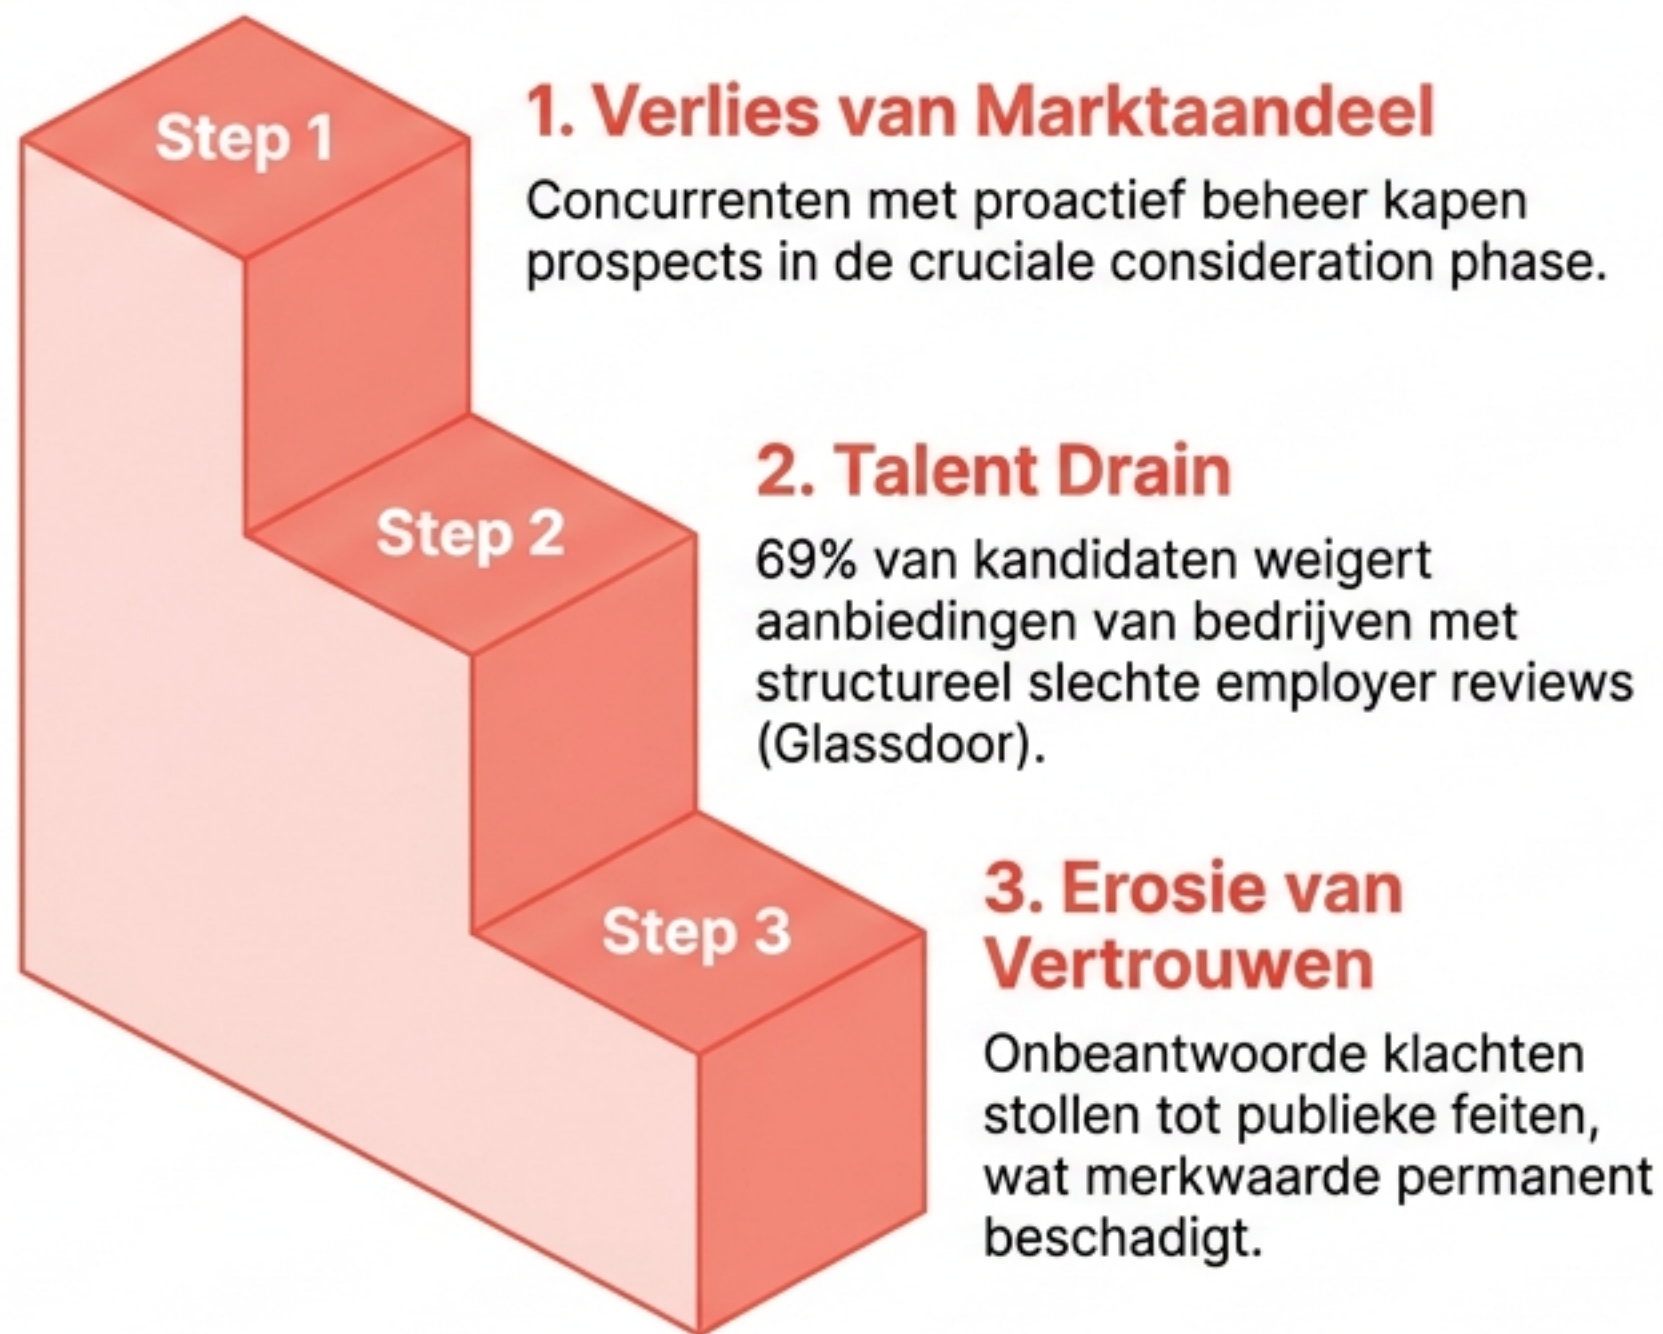 Step 1
1. Verlies van Marktaandeel
Concurrenten met proactief beheer kapen
prospects in de cruciale consideration phase.
Step 2
2. Talent Drain
69% van kandidaten weigert
aanbiedingen van bedrijven met
structureel slechte employer reviews
(Glassdoor).
Step 3
3. Erosie van
Vertrouwen
Onbeantwoorde klachten
stollen tot publieke feiten,
wat merkwaarde permanent
beschadigt.